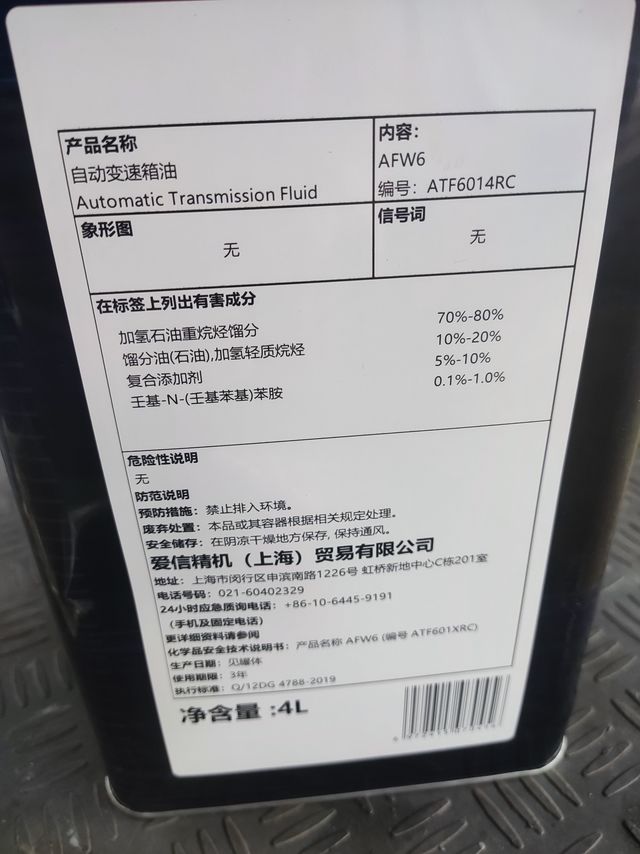 产品名称
自动变速箱油
Automatic Transmission Fluid
内容：
AFW6
编号：ATF6014RC
象形图
无
信号词
无
在标签上列出有害成分
加氢石油重烷烃馏分 70%-80%
馏分油(石油),加氢轻质烷烃 10%-20%
复合添加剂 5%-10%
壬基-N-(壬基苯基)苯胺 0.1%-1.0%
危险性说明
无
防范说明
预防措施：禁止排入环境。
废弃处置：本品或其容器根据相关规定处理。
安全储存：在阴凉干燥地方保存, 保持通风。
爱信精机（上海）贸易有限公司
地址：上海市闵行区申滨南路1226号 虹桥新地中心C栋201室
电话号码：021-60402329
24小时应急质询电话：+86-10-6445-9191
（手机及固定电话）
更详细资料请参阅
化学品安全技术说明书：产品名称 AFW6 (编号 ATF601XRC)
生产日期：见罐体
使用期限：3年
执行标准：Q/12DG 4788-2019
净含量 :4L